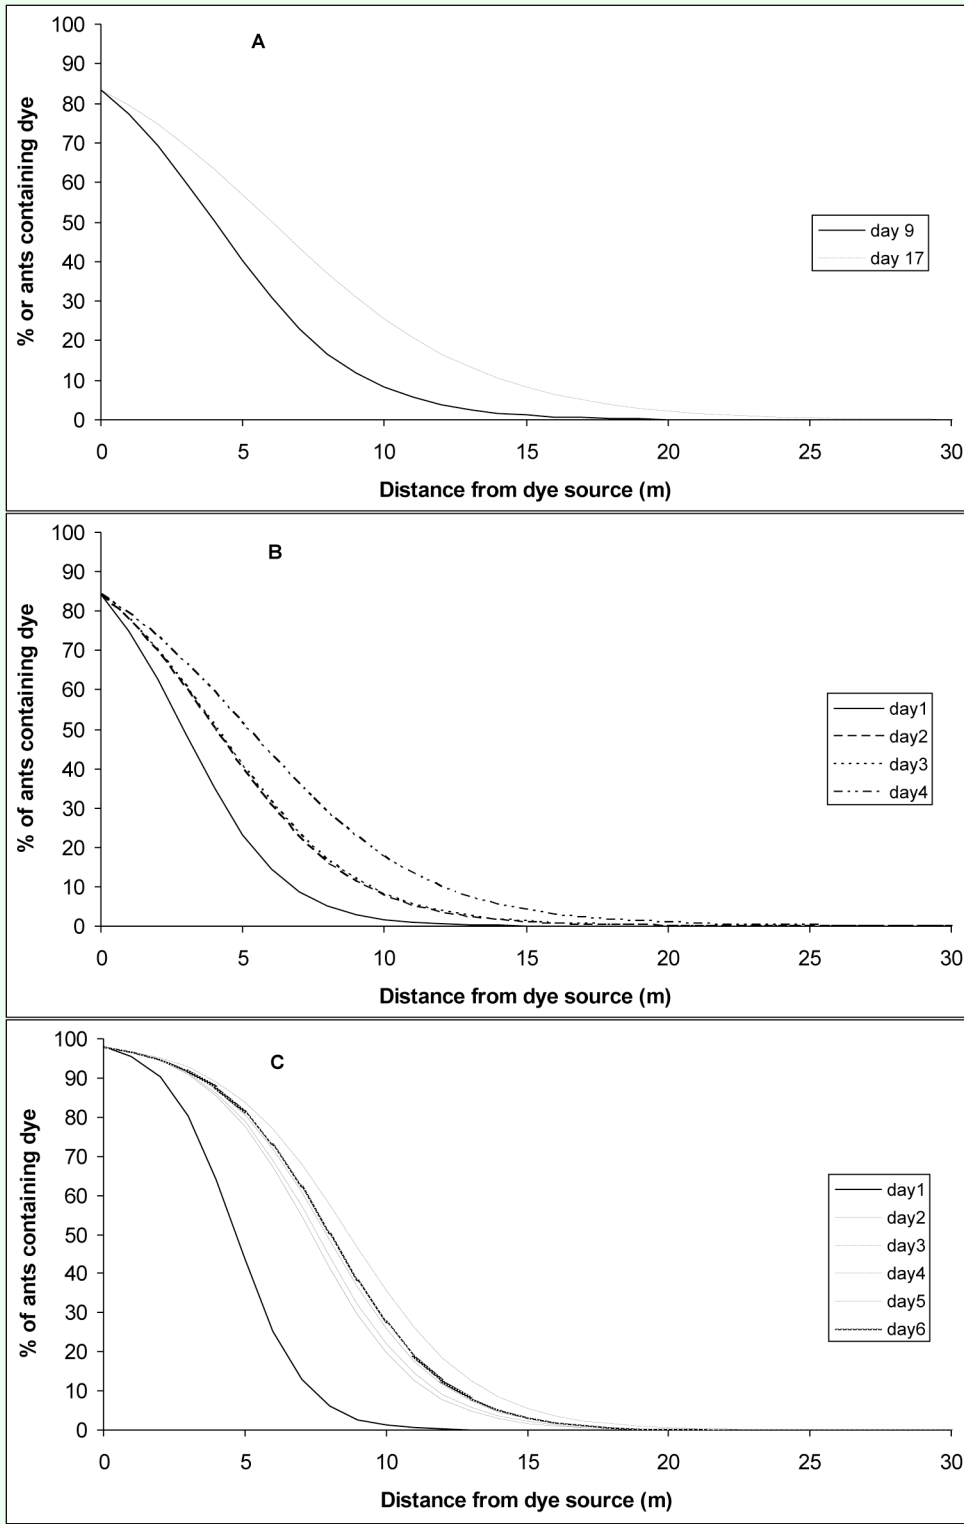 A
% or ants containing dye
100
90
80
70
60
50
40
30
20
10
0
0 5 10 15 20 25 30
Distance from dye source (m)
day 9
day 17
B
% of ants containing dye
100
90
80
70
60
50
40
30
20
10
0
0 5 10 15 20 25 30
Distance from dye source (m)
day1
day2
day3
day4
C
% of ants containing dye
100
90
80
70
60
50
40
30
20
10
0
0 5 10 15 20 25 30
Distance from dye source (m)
day1
day2
day3
day4
day5
day6